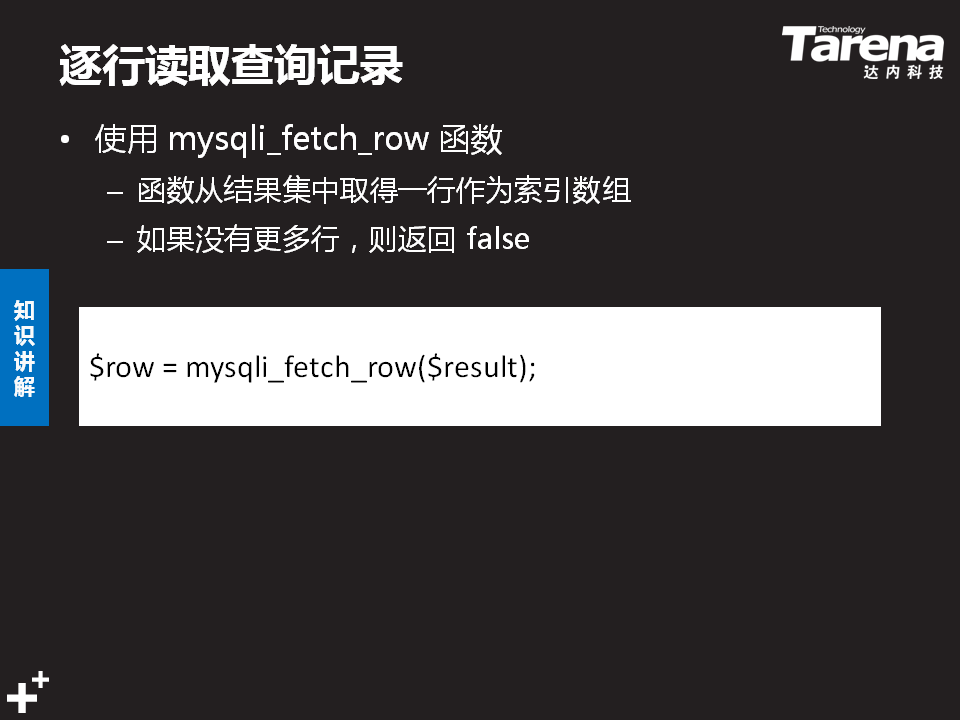 逐行读取查询记录
Technology
Tarena
达内科技
• 使用 mysqli_fetch_row 函数
– 函数从结果集中取得一行作为索引数组
– 如果没有更多行，则返回 false
知识讲解
$row = mysqli_fetch_row($result);